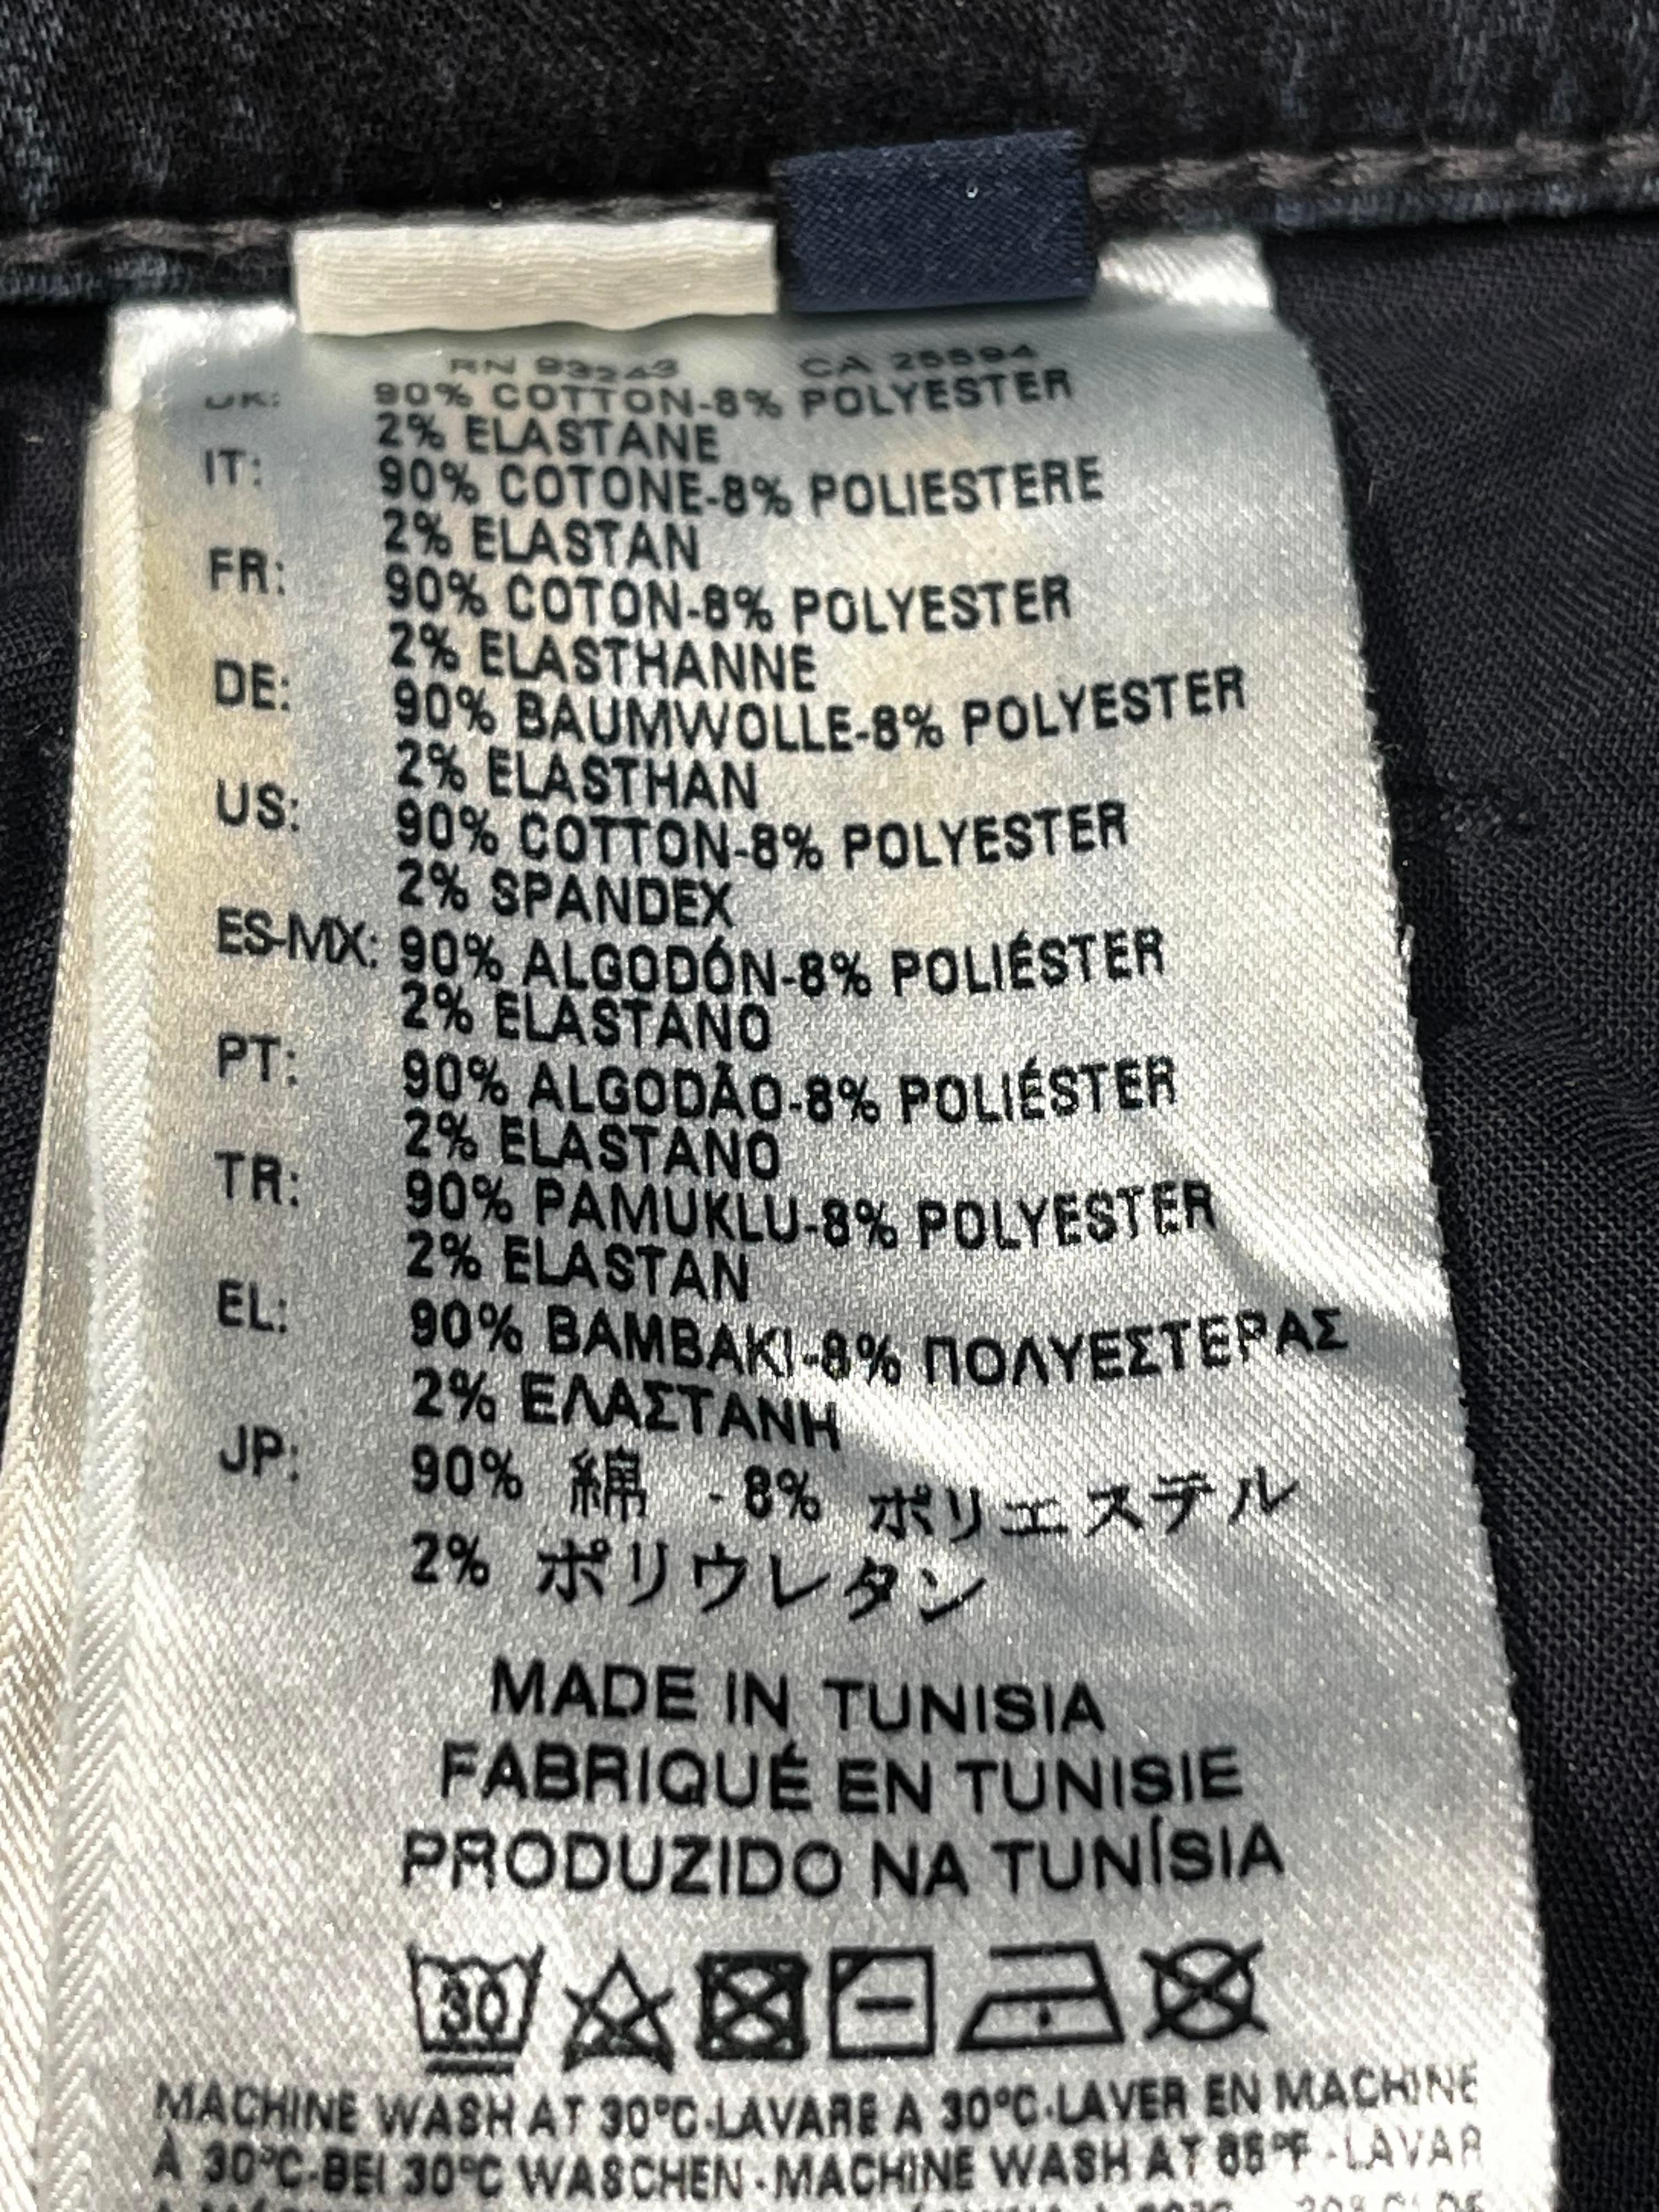 RN 93243 CA 25594
UK: 90% COTTON-8% POLYESTER
2% ELASTANE
IT: 90% COTONE-8% POLIESTERE
2% ELASTAN
FR: 90% COTON-8% POLYESTER
2% ELASTHANNE
DE: 90% BAUMWOLLE-8% POLYESTER
2% ELASTHAN
US: 90% COTTON-8% POLYESTER
2% SPANDEX
ES-MX: 90% ALGODÓN-8% POLIÉSTER
2% ELASTANO
PT: 90% ALGODÃO-8% POLIÉSTER
2% ELASTANO
TR: 90% PAMUKLU-8% POLYESTER
2% ELASTAN
EL: 90% ΒΑΜΒΑΚΙ-8% ΠΟΛΥΕΣΤΕΡΑΣ
2% ΕΛΑΣΤΑΝΗ
JP: 90% 綿 - 8% ポリエステル
2% ポリウレタン
MADE IN TUNISIA
FABRIQUÉ EN TUNISIE
PRODUZIDO NA TUNÍSIA
30
MACHINE WASH AT 30°C-LAVARE A 30°C-LAVER EN MACHINE
À 30°C-BEI 30°C WASCHEN-MACHINE WASH AT 85°F-LAVAR